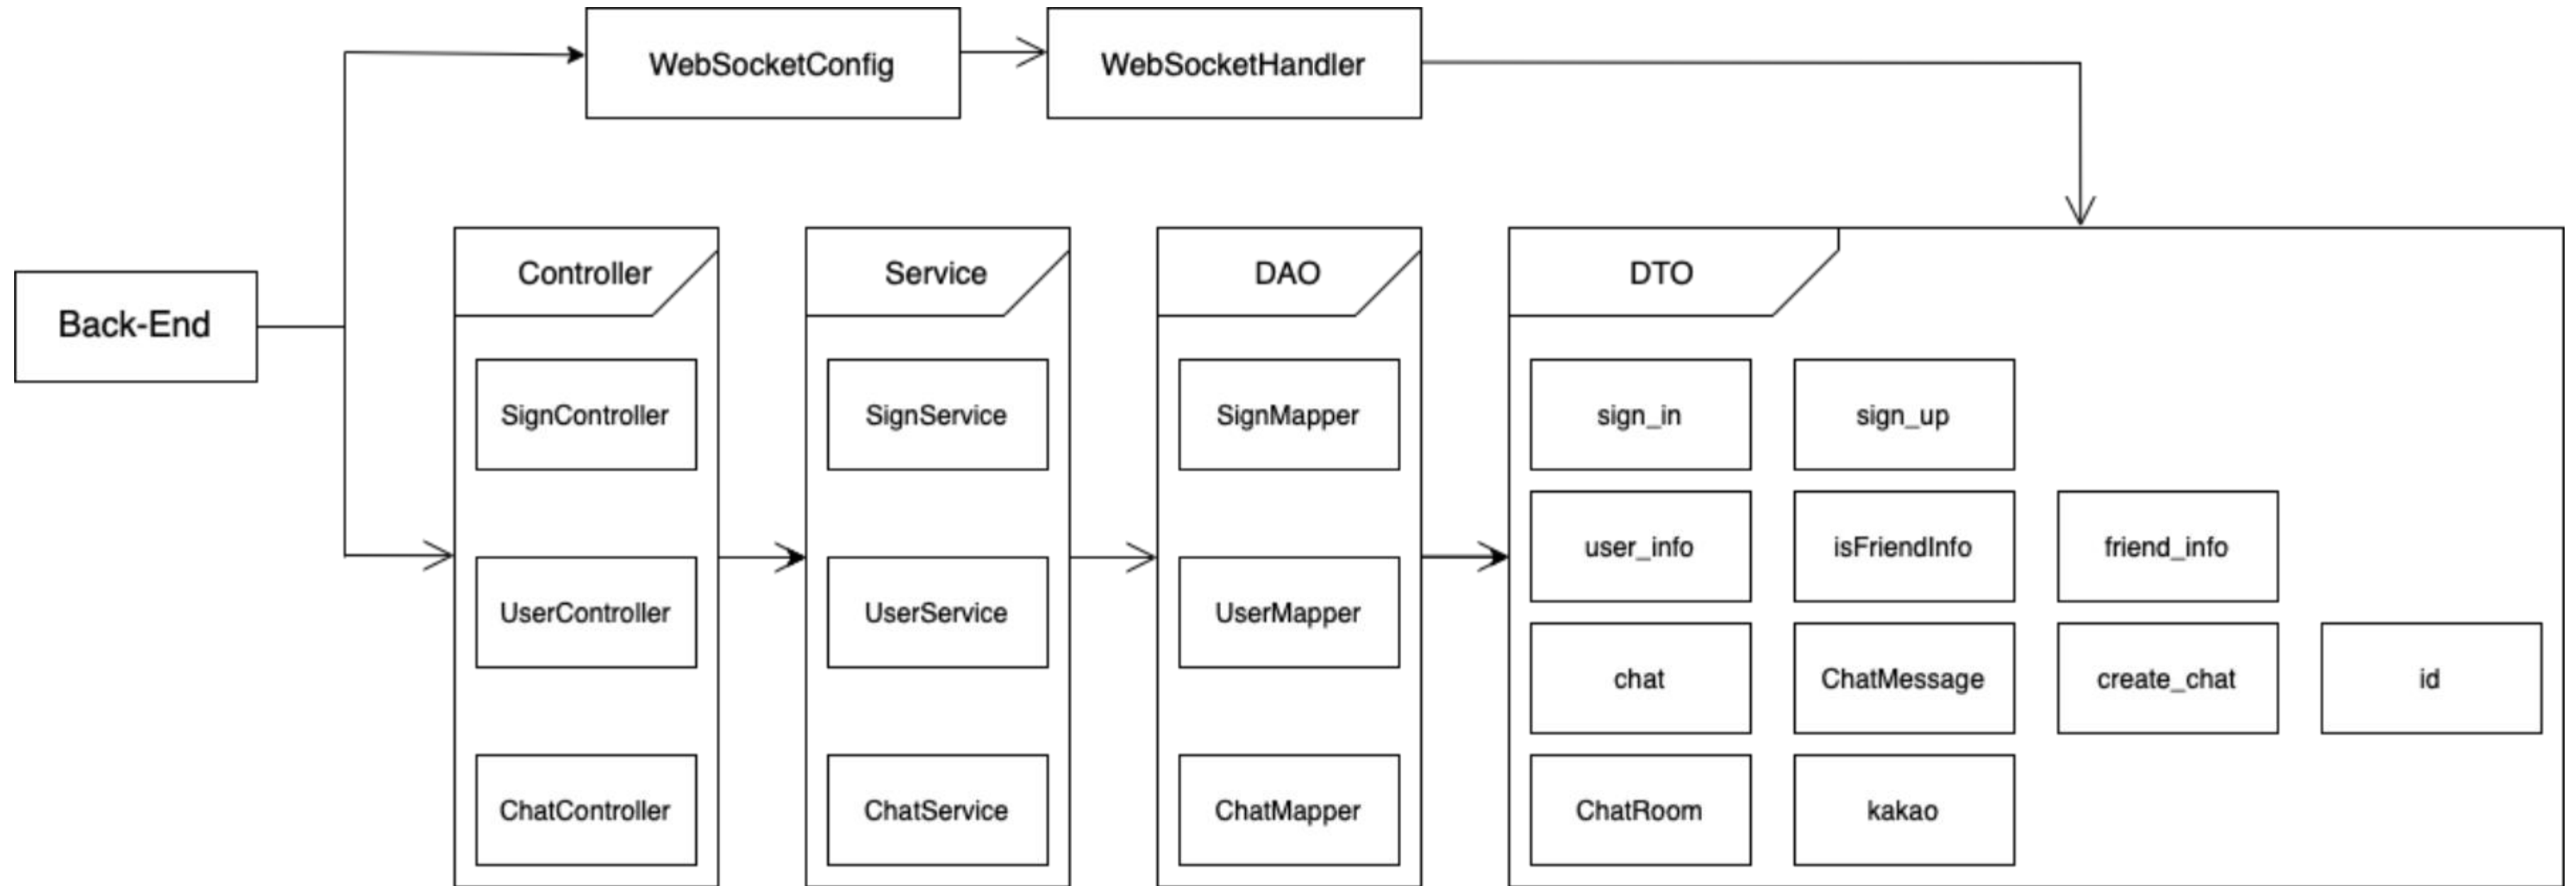 WebSocketConfig
WebSocketHandler
Back-End
Controller
SignController
UserController
ChatController
Service
SignService
UserService
ChatService
DAO
SignMapper
UserMapper
ChatMapper
DTO
sign_in
sign_up
user_info
isFriendInfo
friend_info
chat
ChatMessage
create_chat
id
ChatRoom
kakao